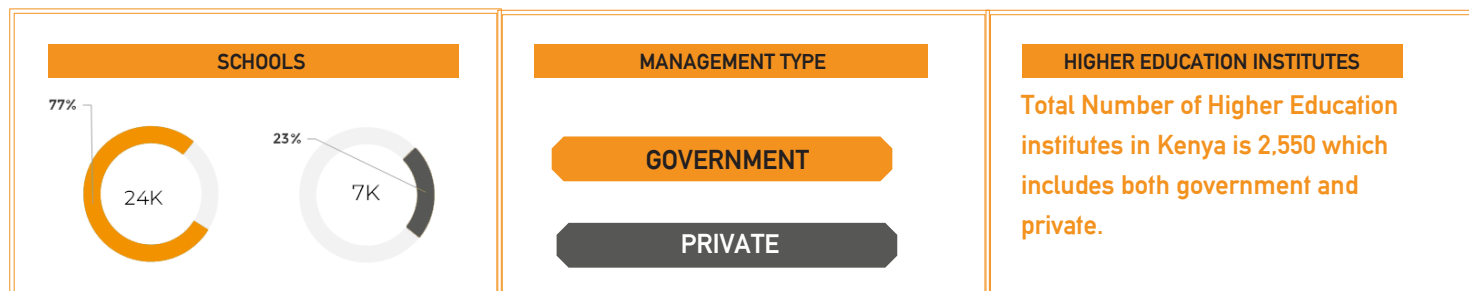 SCHOOLS
77%
24K
23%
7K
MANAGEMENT TYPE
GOVERNMENT
PRIVATE
HIGHER EDUCATION INSTITUTES
Total Number of Higher Education
institutes in Kenya is 2,550 which
includes both government and
private.